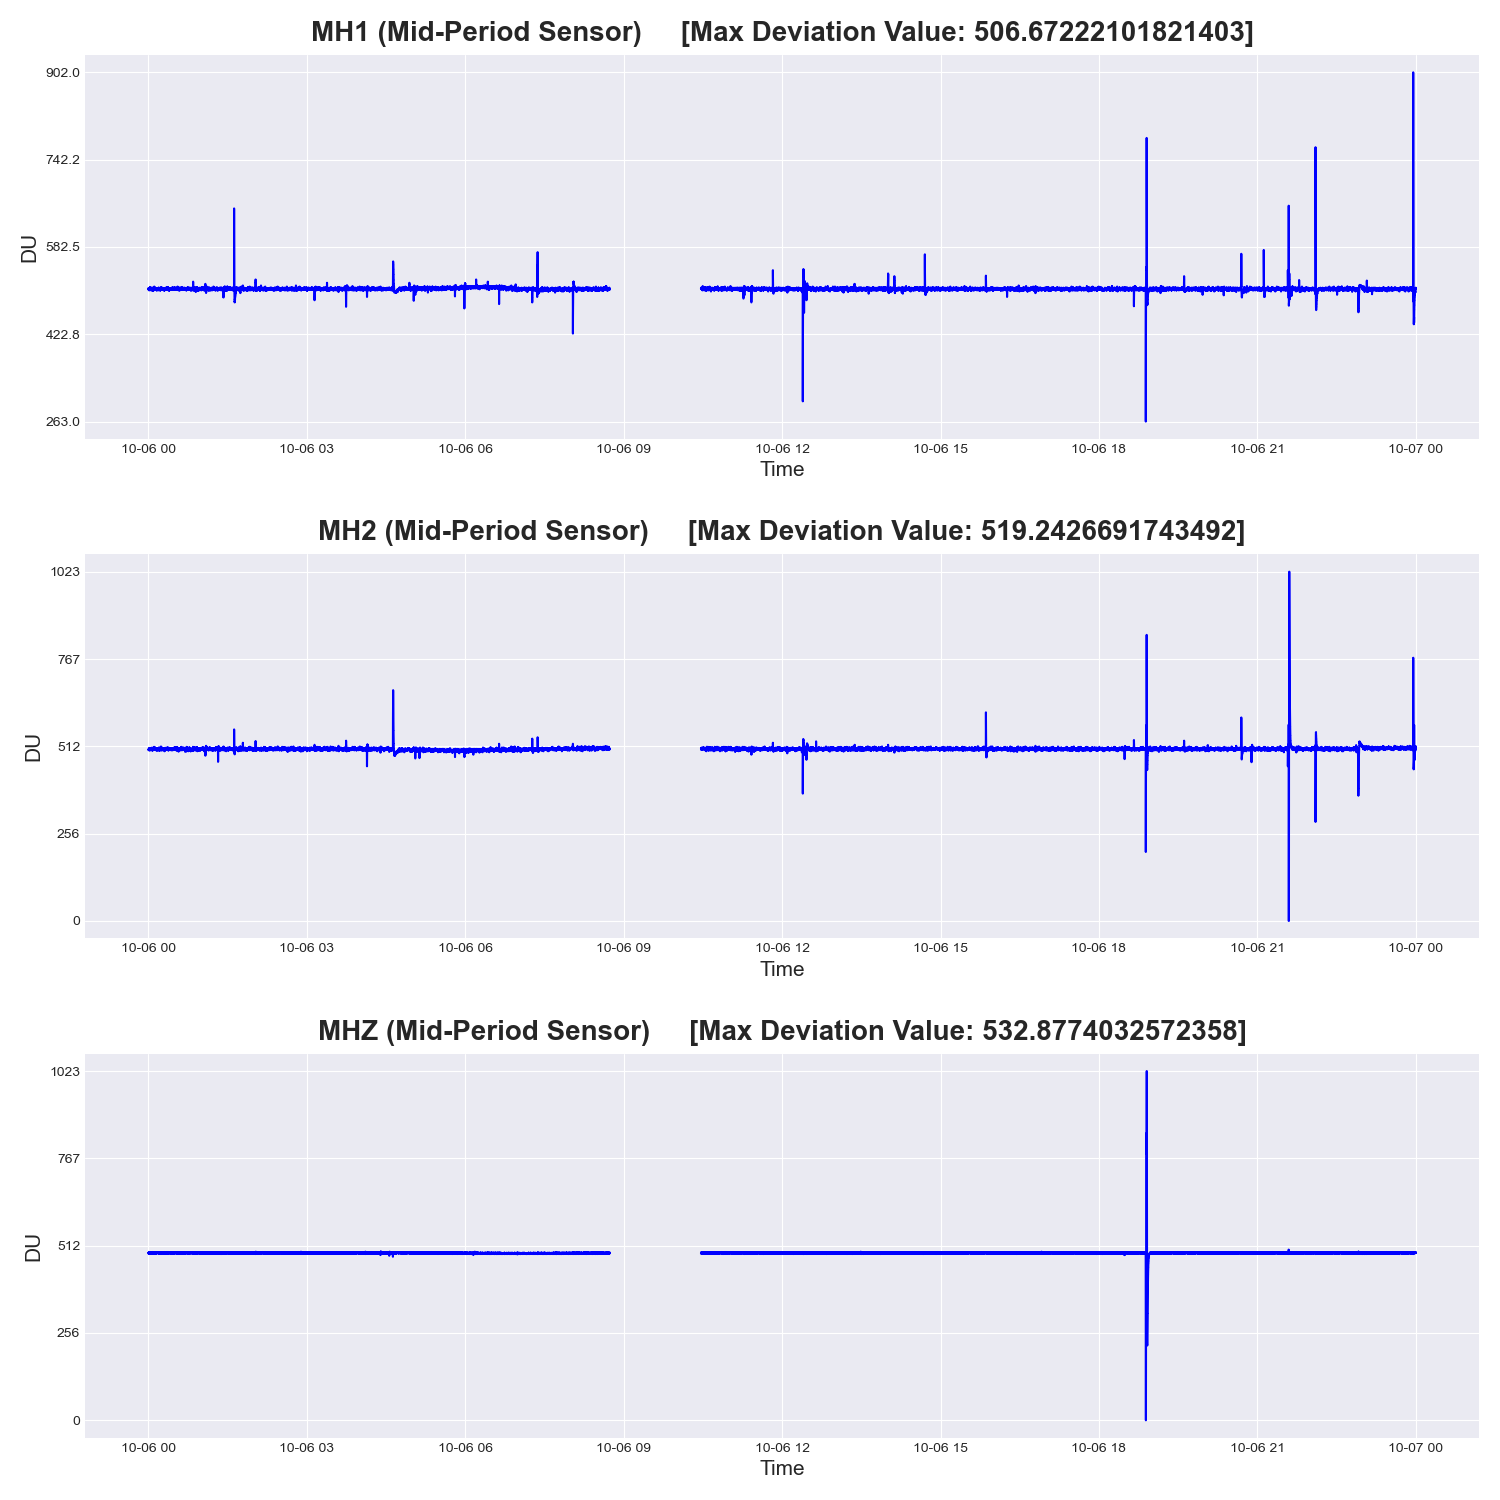 MH1 (Mid-Period Sensor) [Max Deviation Value: 506.67222101821403]
902.0
742.2
582.5
422.8
263.0
DU
10-06 00 10-06 03 10-06 06 10-06 09 10-06 12 10-06 15 10-06 18 10-06 21 10-07 00
Time
MH2 (Mid-Period Sensor) [Max Deviation Value: 519.2426691743492]
1023
767
512
256
0
DU
10-06 00 10-06 03 10-06 06 10-06 09 10-06 12 10-06 15 10-06 18 10-06 21 10-07 00
Time
MHZ (Mid-Period Sensor) [Max Deviation Value: 532.8774032572358]
1023
767
512
256
0
DU
10-06 00 10-06 03 10-06 06 10-06 09 10-06 12 10-06 15 10-06 18 10-06 21 10-07 00
Time